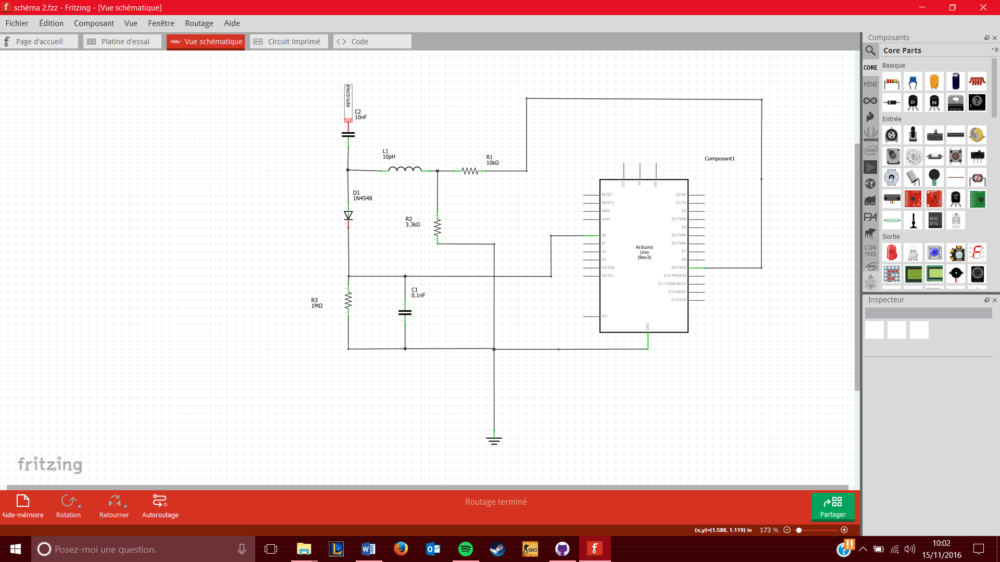 schèma 2.fzz - Fritzing - [Vue schématique]
Fichier Édition Composant Vue Fenêtre Routage Aide
Page d'accueil Platine d'essai Vue schématique Circuit imprimé Code
électrode
C2
10nF
L1
10pH
R1
10kΩ
D1
1N4548
R2
3.3kΩ
C1
0.1nF
R3
1MΩ
Composant1
3V3 5V VIN
RESET
RESET2
AREF
ioref
A0
A1
A2
A3
A4/SDA
A5/SCL
N/C
Arduino
Uno
(Rev3)
D0/RX
D1/TX
D2
D3 PWM
D4
D5 PWM
D6 PWM
D7
D8
D9 PWM
D10 PWM/SS
D11 PWM/MOSI
D12/MISO
D13/SCK
GND
fritzing
Composants
Core Parts
CORE
MINE
seeed
intel
PA
CON
TRIB
Basique
P
N
?
Entrée
RFID
ID12
Sortie
Inspecteur
Aide-mémoire
Rotation
Retourner
Autoroutage
Routage terminé
Partager
(x,y)=(1.588, 1.119) in 173 %
Posez-moi une question.
GO
10:02
15/11/2016